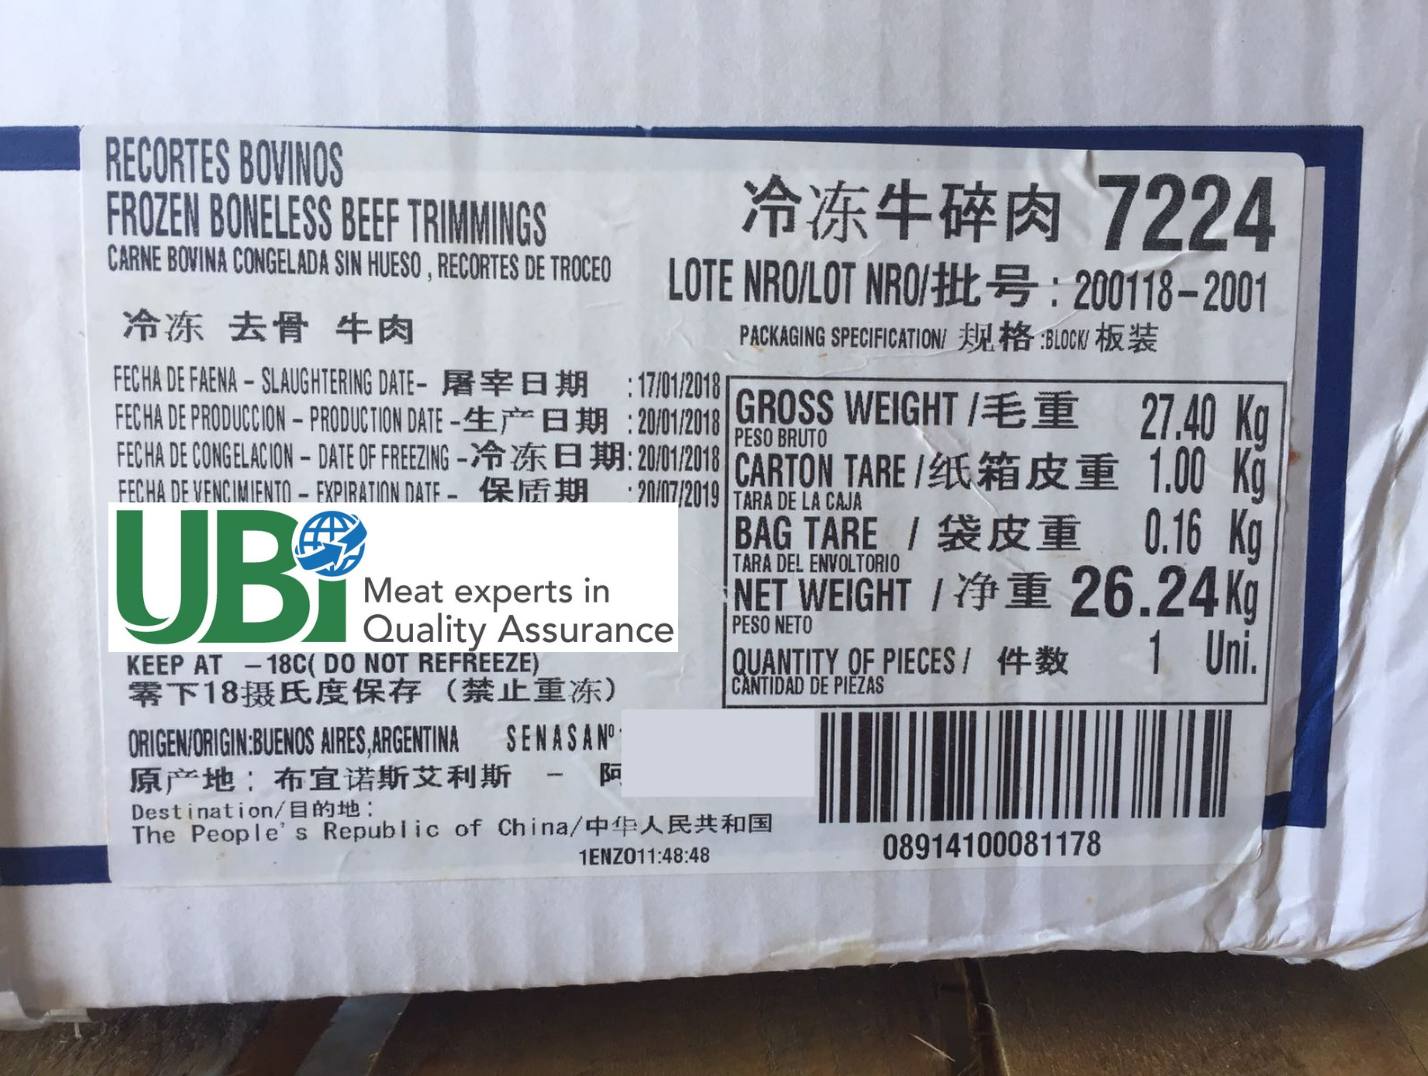 RECORTES BOVINOS
FROZEN BONELESS BEEF TRIMMINGS
CARNE BOVINA CONGELADA SIN HUESO , RECORTES DE TROCEO
冷冻 去骨 牛肉
冷冻牛碎肉 7224
LOTE NRO/LOT NRO/批号 : 200118-2001
PACKAGING SPECIFICATION/ 规格 :BLOCK/ 板装
FECHA DE FAENA - SLAUGHTERING DATE- 屠宰日期 : 17/01/2018
FECHA DE PRODUCCION - PRODUCTION DATE -生产日期 : 20/01/2018
FECHA DE CONGELACION - DATE OF FREEZING -冷冻日期: 20/01/2018
FECHA DE VENCIMIENTO - EXPIRATION DATE - 保质期 : 20/07/2019
GROSS WEIGHT /毛重 27.40 Kg
PESO BRUTO
CARTON TARE /纸箱皮重 1.00 Kg
TARA DE LA CAJA
BAG TARE / 袋皮重 0.16 Kg
TARA DEL ENVOLTORIO
NET WEIGHT / 净重 26.24 Kg
PESO NETO
QUANTITY OF PIECES / 件数 1 Uni.
CANTIDAD DE PIEZAS
UBi
Meat experts in
Quality Assurance
KEEP AT -18C( DO NOT REFREEZE)
零下18摄氏度保存 (禁止重冻)
ORIGEN/ORIGIN:BUENOS AIRES,ARGENTINA SENASA Nº
原产地: 布宜诺斯艾利斯 - 阿
Destination/目的地:
The People's Republic of China/中华人民共和国
1ENZO11:48:48
08914100081178